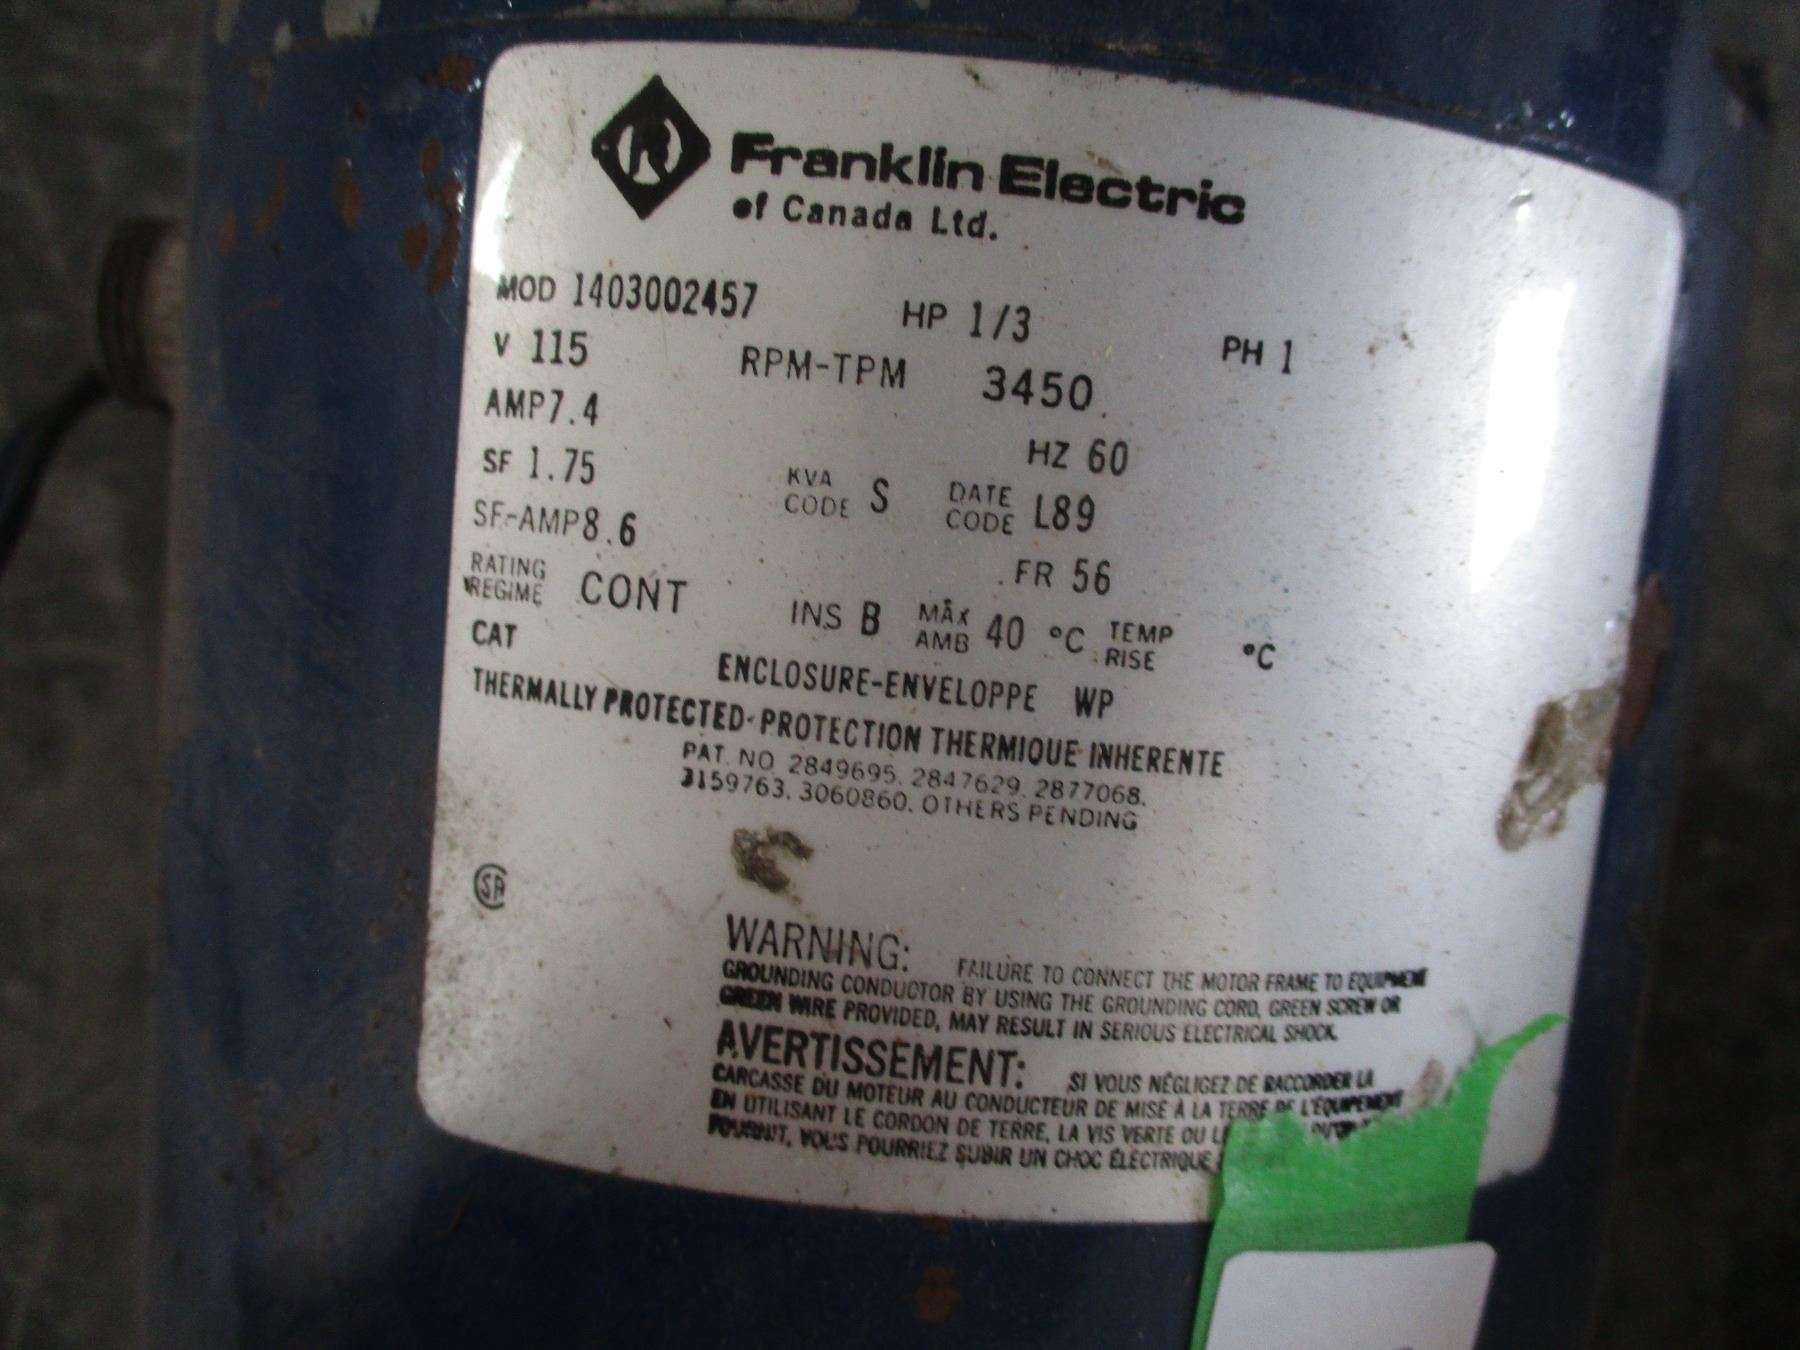 Franklin Electric
of Canada Ltd.
MOD 1403002457 HP 1/3 PH 1
V 115 RPM-TPM 3450
AMP 7.4 HZ 60
SF 1.75 KVA CODE S DATE CODE L89
SF-AMP 8.6 FR 56
RATING REGIME CONT INS B MAX AMB 40 °C TEMP RISE °C
CAT ENCLOSURE-ENVELOPPE WP
THERMALLY PROTECTED-PROTECTION THERMIQUE INHERENTE
PAT. NO 2849695. 2847629. 2877068.
3159763. 3060860. OTHERS PENDING
WARNING: FAILURE TO CONNECT THE MOTOR FRAME TO EQUIPMENT
GROUNDING CONDUCTOR BY USING THE GROUNDING CORD, GREEN SCREW OR
GREEN WIRE PROVIDED, MAY RESULT IN SERIOUS ELECTRICAL SHOCK.
AVERTISSEMENT: SI VOUS NÉGLIGEZ DE RACCORDER LA
CARCASSE DU MOTEUR AU CONDUCTEUR DE MISE À LA TERRE DE L'ÉQUIPEMENT
EN UTILISANT LE CORDON DE TERRE, LA VIS VERTE OU
FOURNIT, VOUS POURRIEZ SUBIR UN CHOC ÉLECTRIQUE